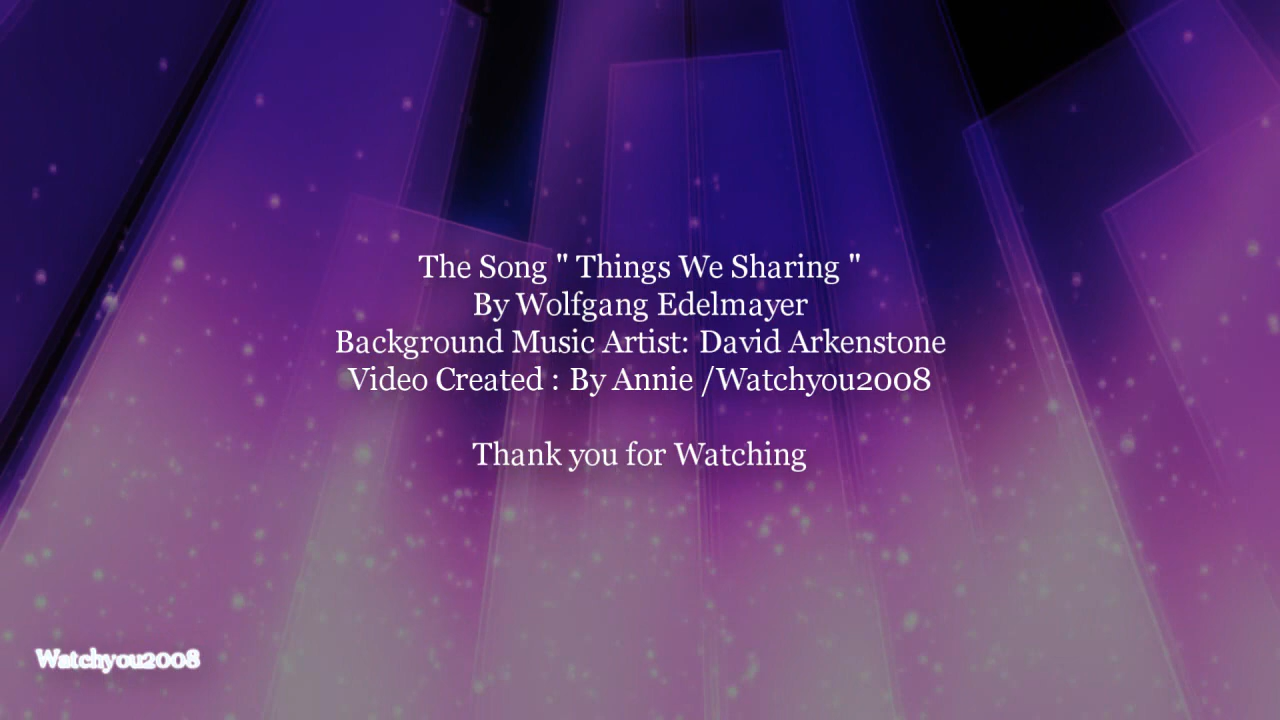 The Song " Things We Sharing "
By Wolfgang Edelmayer
Background Music Artist: David Arkenstone
Video Created : By Annie /Watchyou2008
Thank you for Watching
Watchyou2008